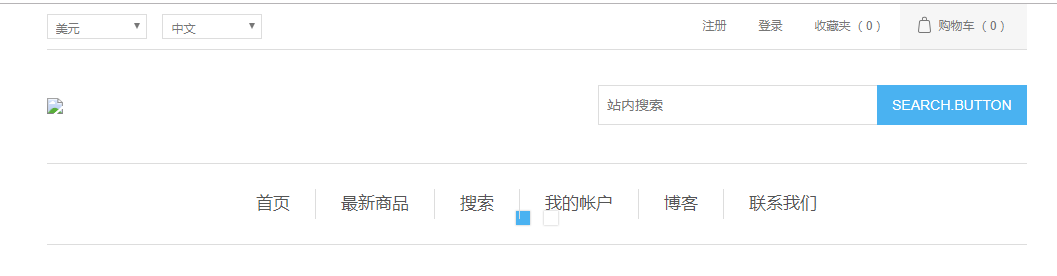 美元 中文 注册 登录 收藏夹 ( 0 ) 购物车 ( 0 )
站内搜索 SEARCH.BUTTON
首页 最新商品 搜索 我的帐户 博客 联系我们